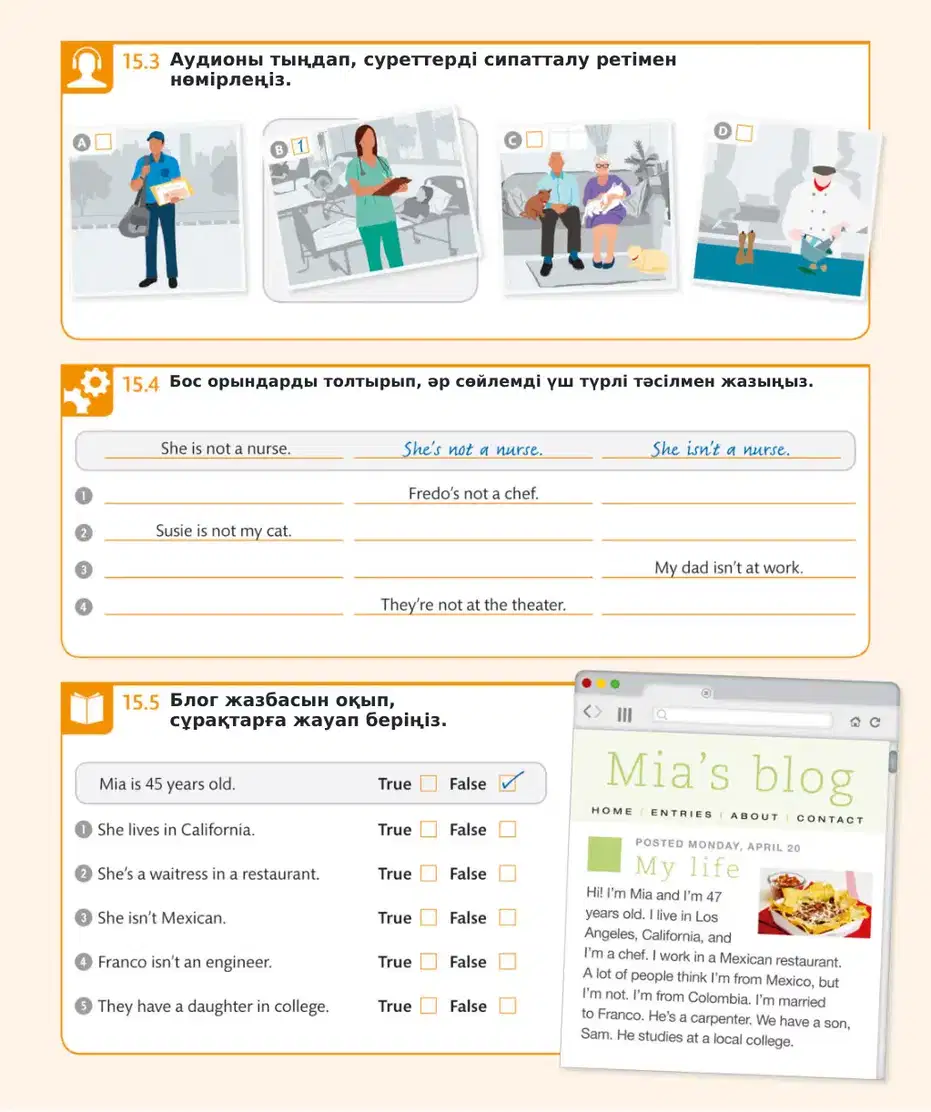 15.3 Аудионы тыңдап, суреттерді сипатталу ретімен
нөмірлеңіз.
A
B 1
C
D
15.4 Бос орындарды толтырып, әр сөйлемді үш түрлі тәсілмен жазыңыз.
She is not a nurse. She's not a nurse. She isn't a nurse.
1 Fredo's not a chef.
2 Susie is not my cat.
3 My dad isn't at work.
4 They're not at the theater.
15.5 Блог жазбасын оқып,
сұрақтарға жауап беріңіз.
Mia is 45 years old. True False
1 She lives in California. True False
2 She's a waitress in a restaurant. True False
3 She isn't Mexican. True False
4 Franco isn't an engineer. True False
5 They have a daughter in college. True False
Mia's blog
HOME | ENTRIES | ABOUT | CONTACT
POSTED MONDAY, APRIL 20
My life
Hi! I'm Mia and I'm 47
years old. I live in Los
Angeles, California, and
I'm a chef. I work in a Mexican restaurant.
A lot of people think I'm from Mexico, but
I'm not. I'm from Colombia. I'm married
to Franco. He's a carpenter. We have a son,
Sam. He studies at a local college.